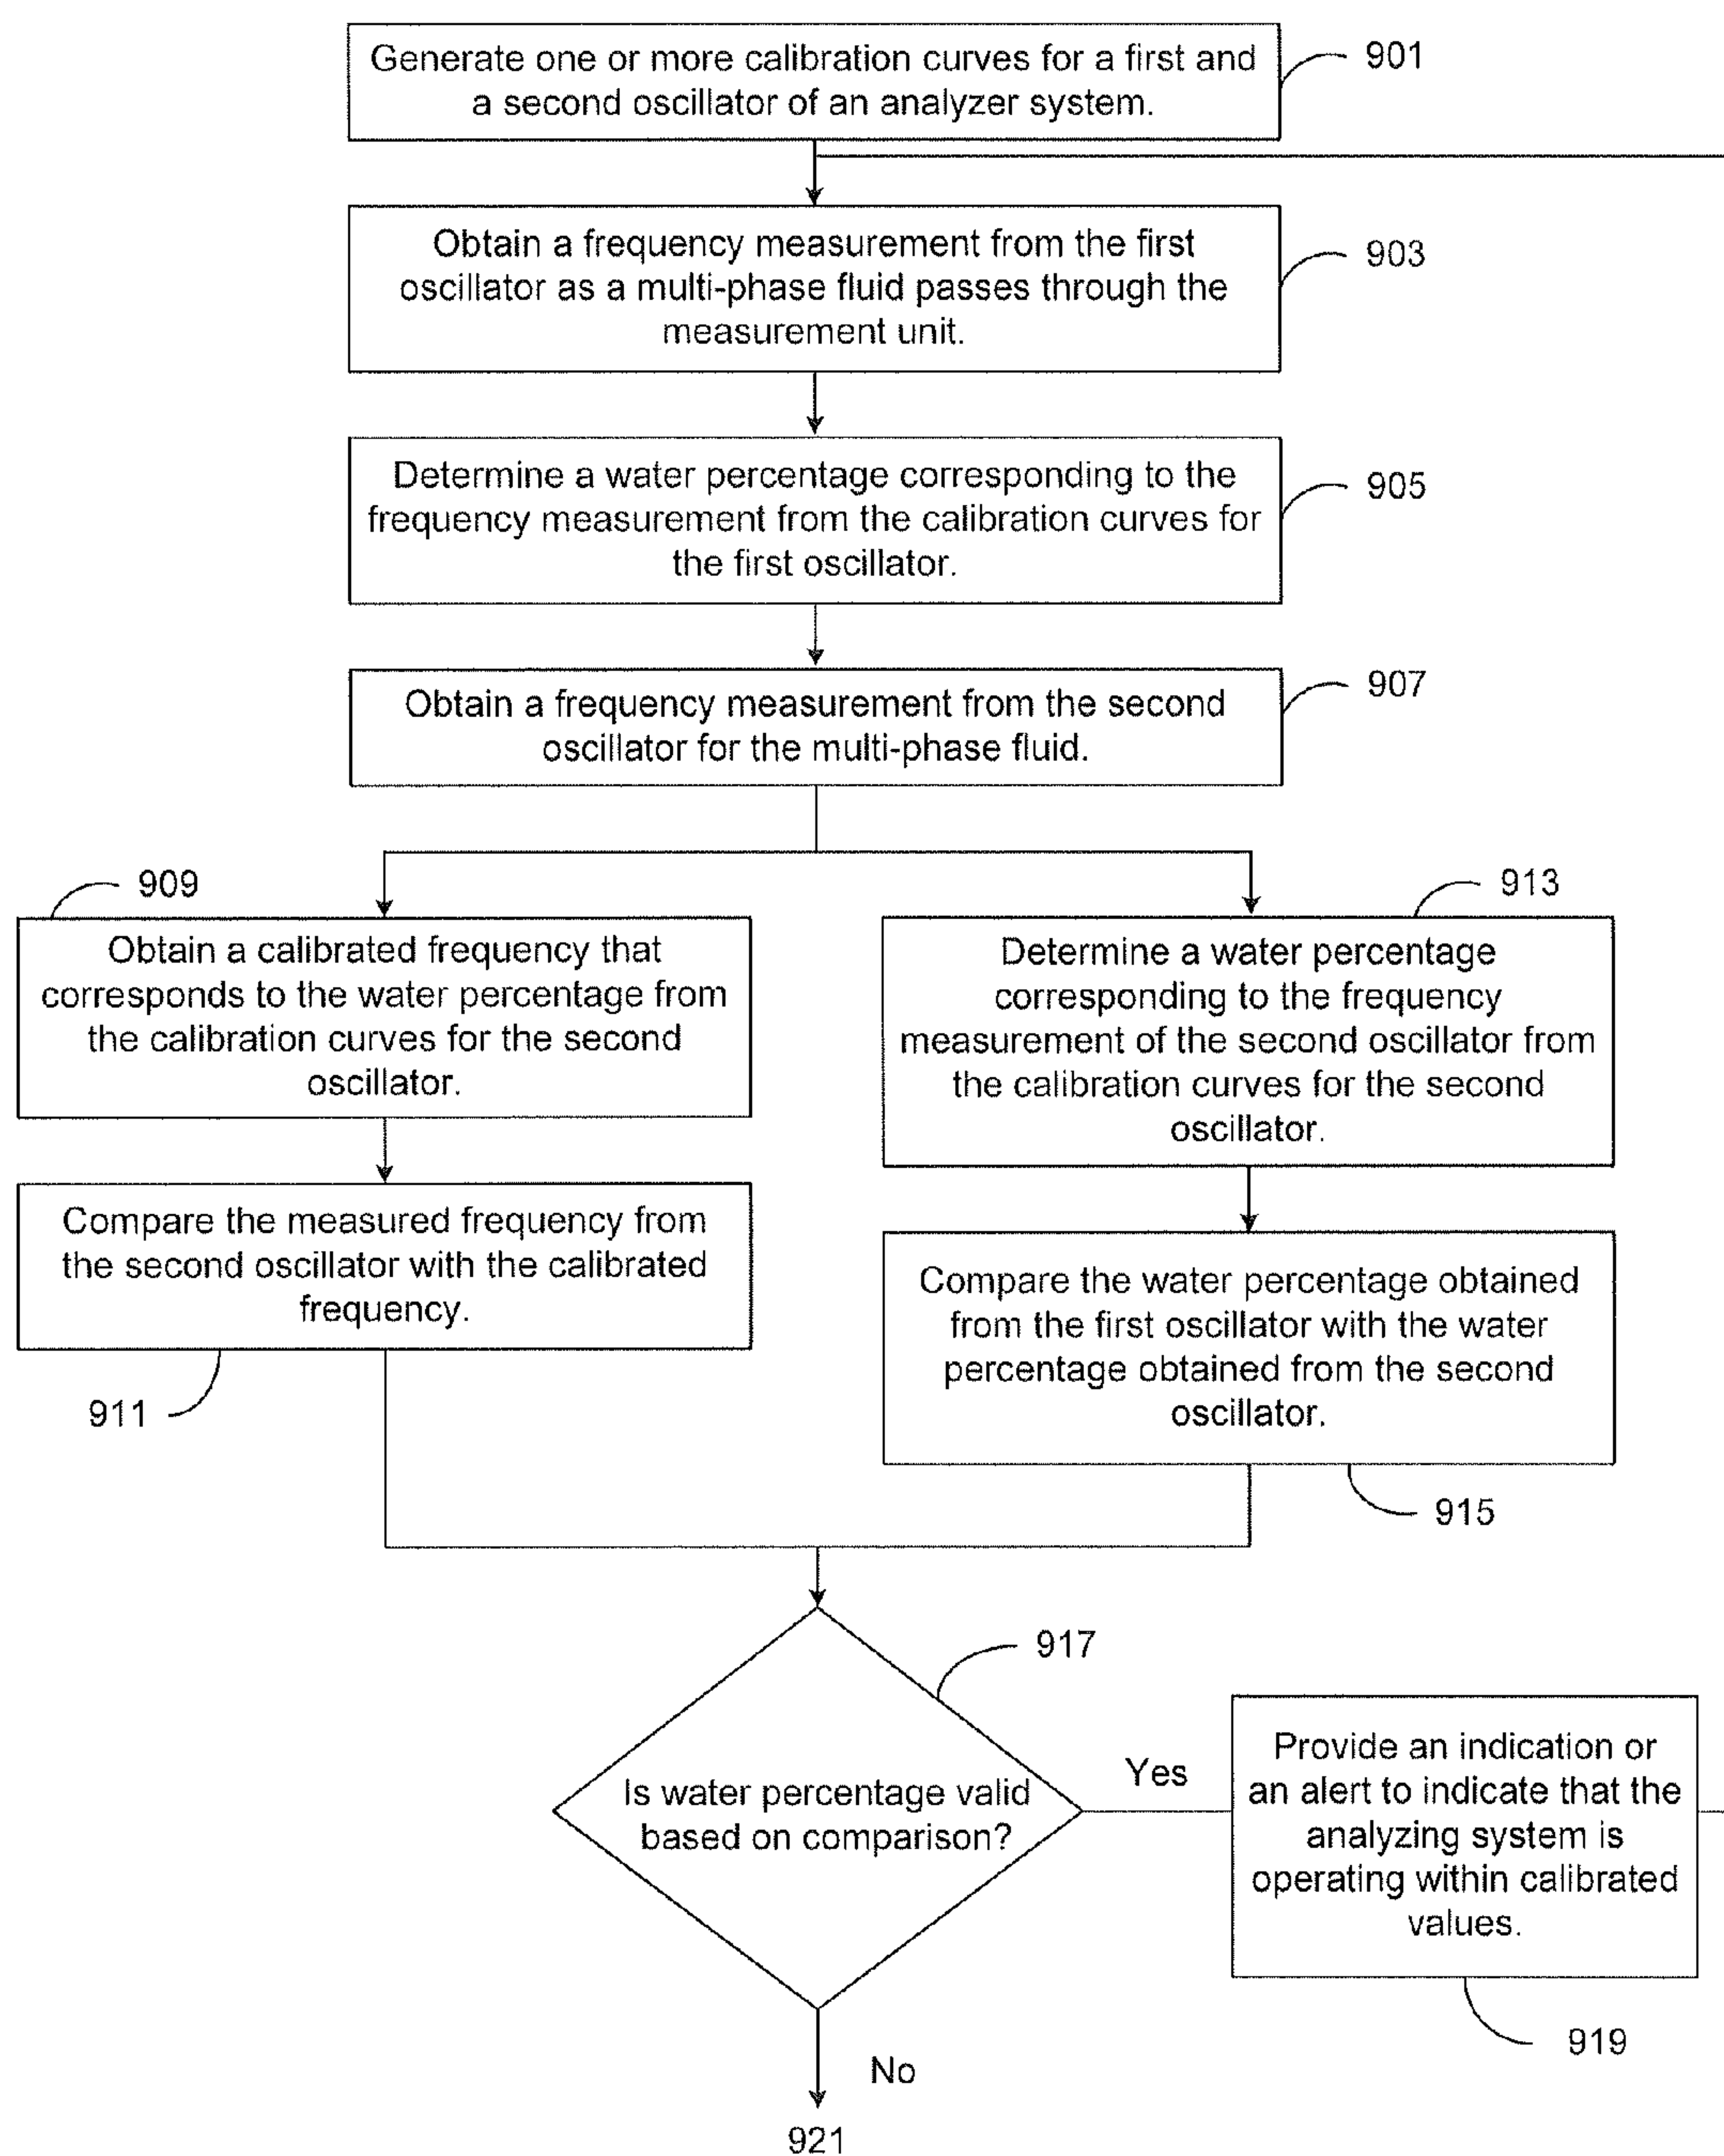 Generate one or more calibration curves for a first and
a second oscillator of an analyzer system.
901
Obtain a frequency measurement from the first
oscillator as a multi-phase fluid passes through the
measurement unit.
903
Determine a water percentage corresponding to the
frequency measurement from the calibration curves for
the first oscillator.
905
Obtain a frequency measurement from the second
oscillator for the multi-phase fluid.
907
909
Obtain a calibrated frequency that
corresponds to the water percentage from
the calibration curves for the second
oscillator.
913
Determine a water percentage
corresponding to the frequency
measurement of the second oscillator from
the calibration curves for the second
oscillator.
Compare the measured frequency from
the second oscillator with the calibrated
frequency.
911
Compare the water percentage obtained
from the first oscillator with the water
percentage obtained from the second
oscillator.
915
917
Is water percentage valid
based on comparison?
Yes
Provide an indication or
an alert to indicate that the
analyzing system is
operating within calibrated
values.
919
No
921